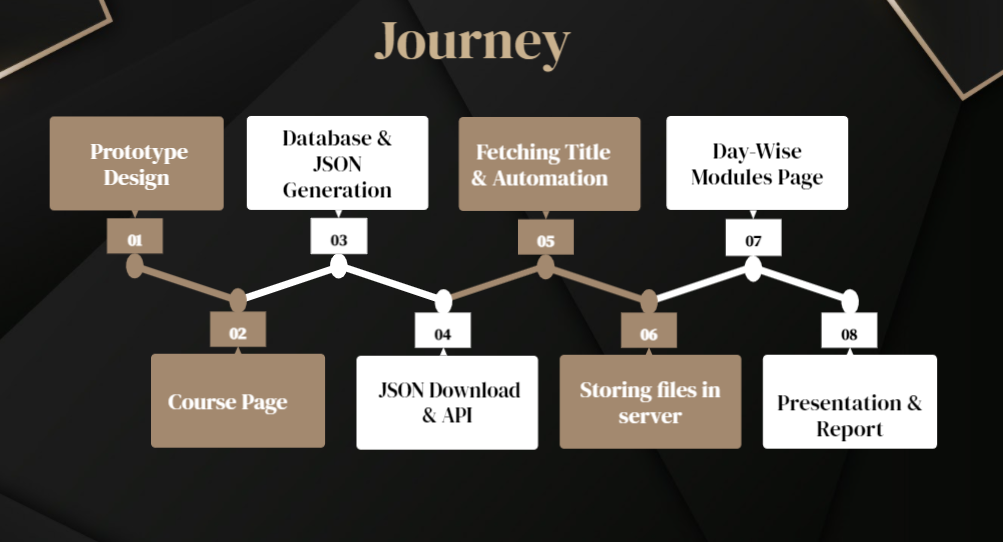 Journey
Prototype
Design
01
02
Course Page
Database &
JSON
Generation
03
04
JSON Download
& API
Fetching Title
& Automation
05
06
Storing files in
server
Day-Wise
Modules Page
07
08
Presentation &
Report